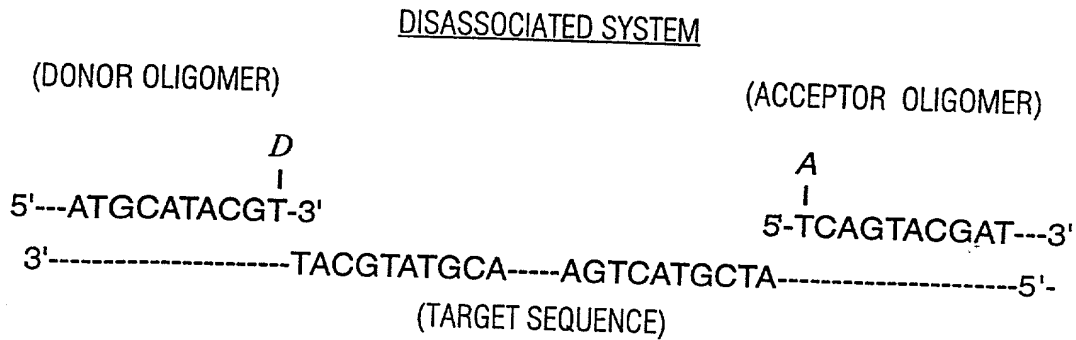 DISASSOCIATED SYSTEM
(DONOR OLIGOMER)
(ACCEPTOR OLIGOMER)
D
A
5'---ATGCATACGT-3'
5'-TCAGTACGAT---3'
3'----------------------TACGTATGCA-----AGTCATGCTA----------------------5'-
(TARGET SEQUENCE)